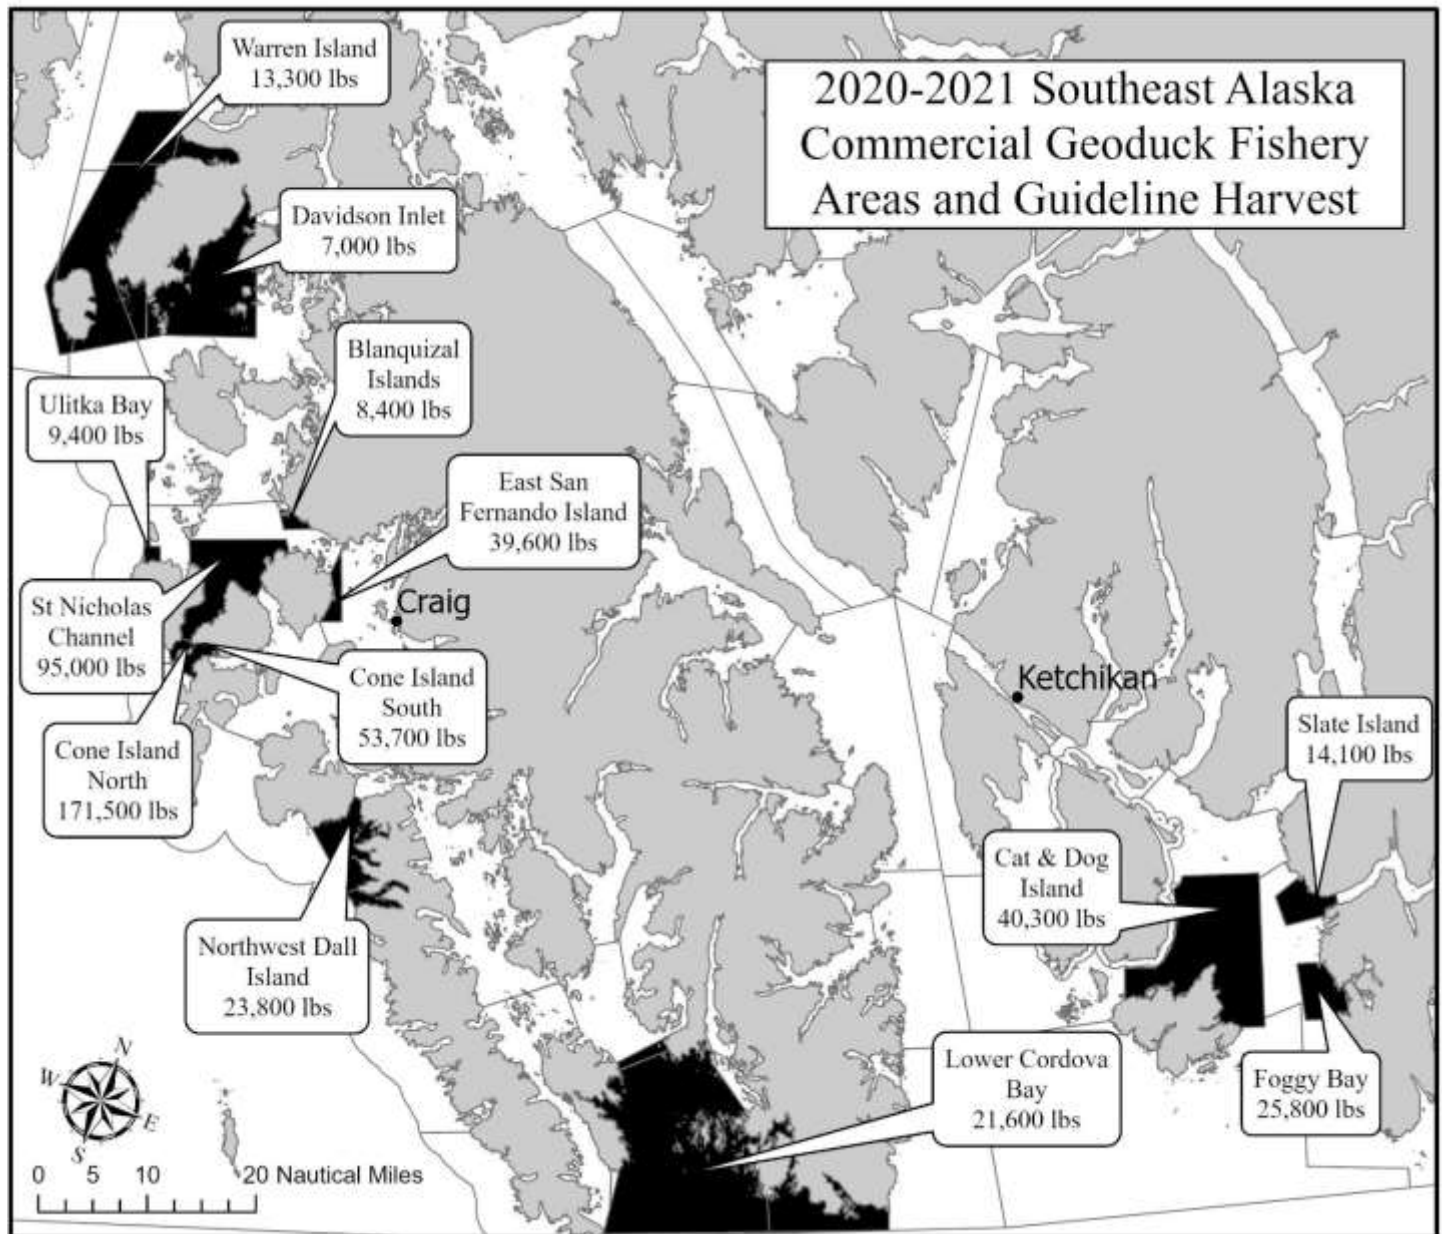 2020-2021 Southeast Alaska
Commercial Geoduck Fishery
Areas and Guideline Harvest
Warren Island
13,300 lbs
Davidson Inlet
7,000 lbs
Blanquizal
Islands
8,400 lbs
Ulitka Bay
9,400 lbs
East San
Fernando Island
39,600 lbs
St Nicholas
Channel
95,000 lbs
Craig
Cone Island
South
53,700 lbs
Cone Island
North
171,500 lbs
Ketchikan
Slate Island
14,100 lbs
Cat & Dog
Island
40,300 lbs
Northwest Dall
Island
23,800 lbs
Lower Cordova
Bay
21,600 lbs
Foggy Bay
25,800 lbs
N
W
E
S
0 5 10 20 Nautical Miles